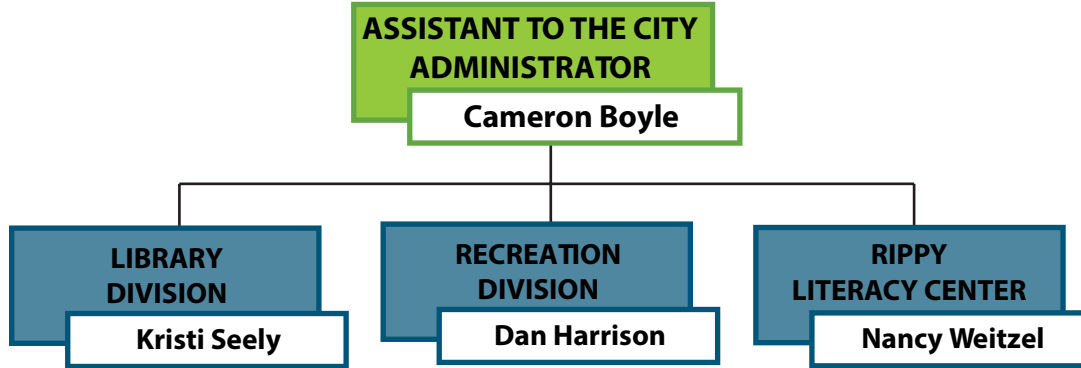 ASSISTANT TO THE CITY
ADMINISTRATOR
Cameron Boyle
LIBRARY
DIVISION
Kristi Seely
RECREATION
DIVISION
Dan Harrison
RIPPY
LITERACY CENTER
Nancy Weitzel